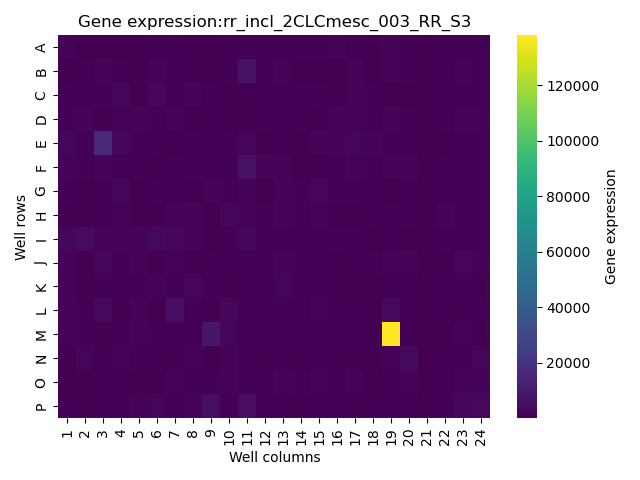 Gene expression:rr_incl_2CLCmesc_003_RR_S3
A
B
C
D
E
F
G
H
I
J
K
L
M
N
O
P
Well rows
1 2 3 4 5 6 7 8 9 10 11 12 13 14 15 16 17 18 19 20 21 22 23 24
Well columns
120000
100000
80000
60000
40000
20000
Gene expression